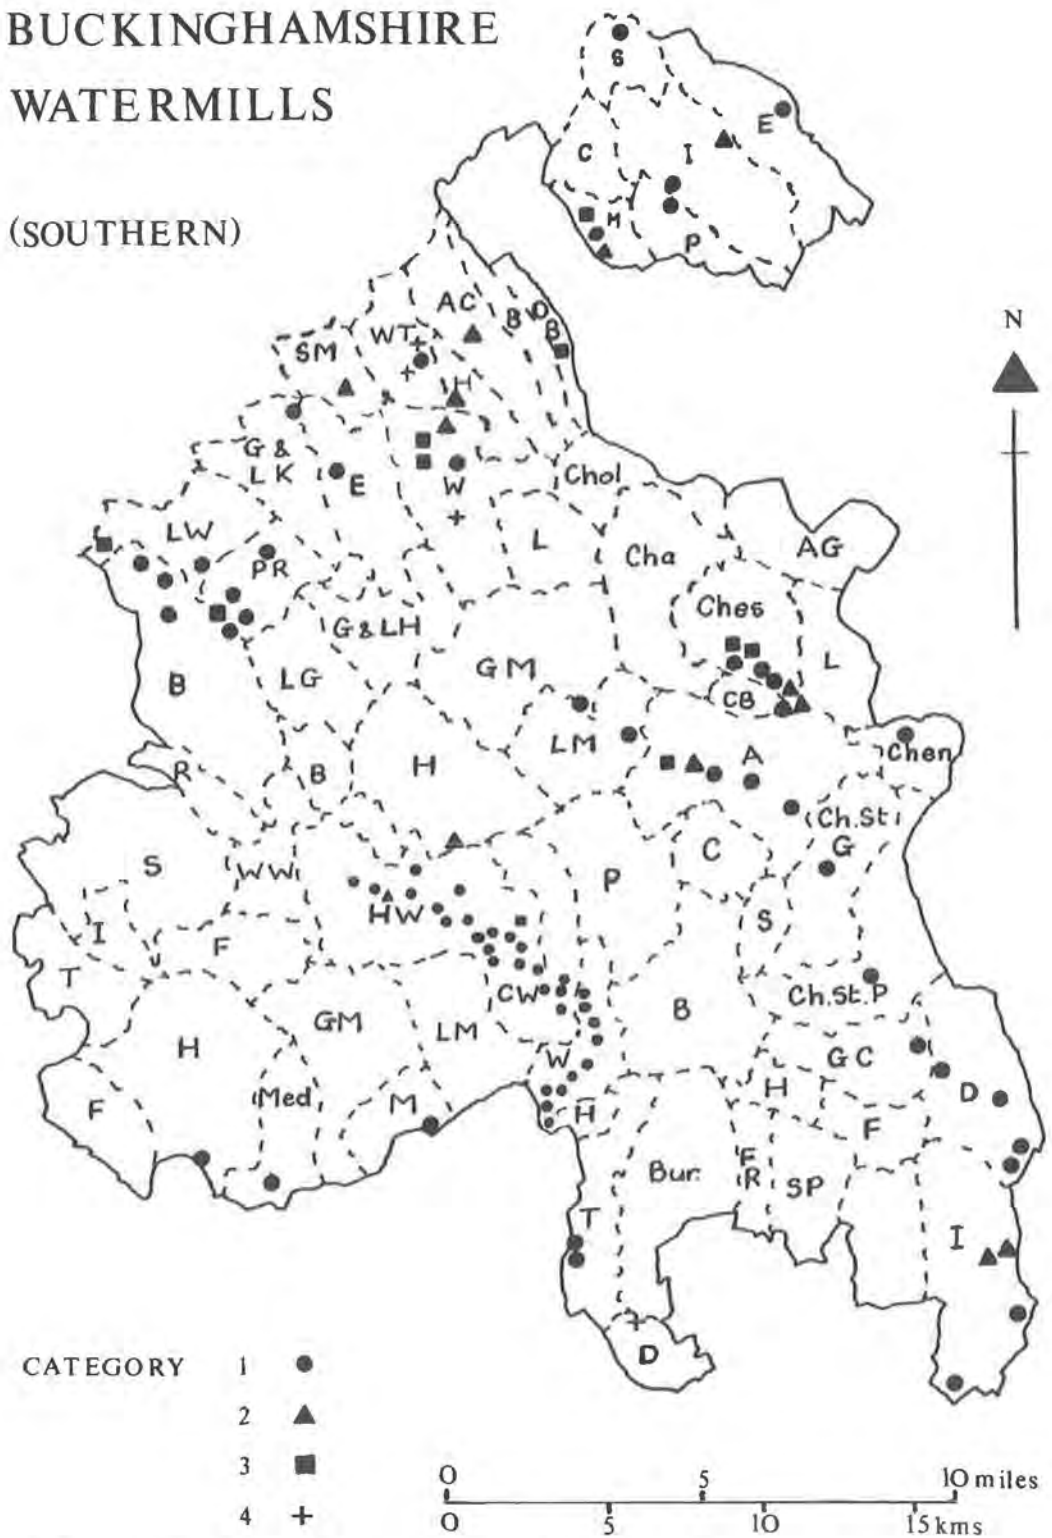 BUCKINGHAMSHIRE
WATERMILLS
(SOUTHERN)
S
E
C
I
M
P
N
AC
B
D
B
WT
SM
H
G &
LK
E
W
Chol
LW
PR
L
Cha
AG
Ches
G & LH
L
B
LG
GM
CB
LM
A
Chen
R
B
H
Ch.St
G
S
WW
P
C
HW
S
I
F
T
CW
Ch.St.P
GM
LM
B
H
W
GC
H
D
F
Med
M
H
F
Bur.
F
R
SP
T
I
D
CATEGORY 1
2
3
4
0 5 10 miles
0 5 10 15 kms